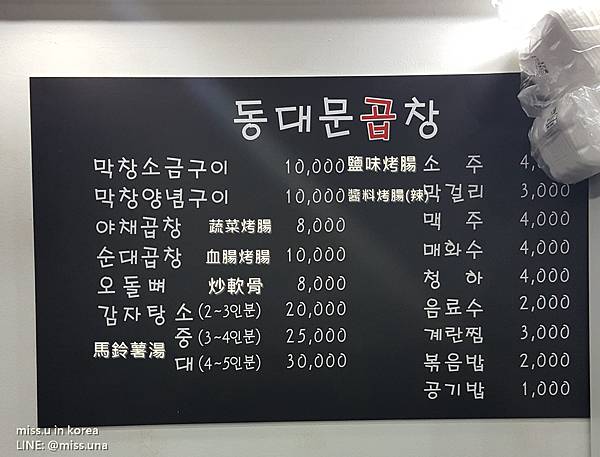 동대문곱창
막창소금구이 10,000 鹽味烤腸
막창양념구이 10,000 醬料烤腸(辣)
야채곱창 蔬菜烤腸 8,000
순대곱창 血腸烤腸 10,000
오돌뼈 炒軟骨 8,000
감자탕 소 (2~3인분) 20,000
馬鈴薯湯 중 (3~4인분) 25,000
대 (4~5인분) 30,000
소 주 4,
막걸리 3,000
맥 주 4,000
매화수 4,000
청 하 4,000
음료수 2,000
계란찜 3,000
볶음밥 2,000
공기밥 1,000
miss.u in korea
LINE: @miss.una